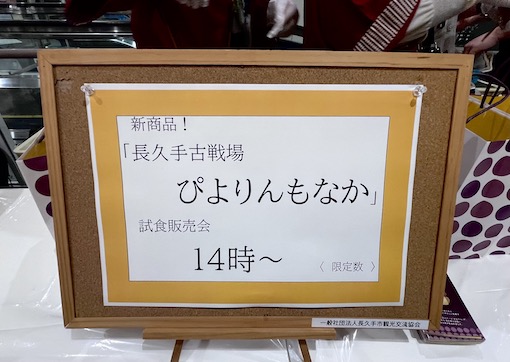 新商品！
「長久手古戦場
ぴよりんもなか」
試食販売会
14時～
〈 限定数 〉
一般社団法人長久手市観光交流協会